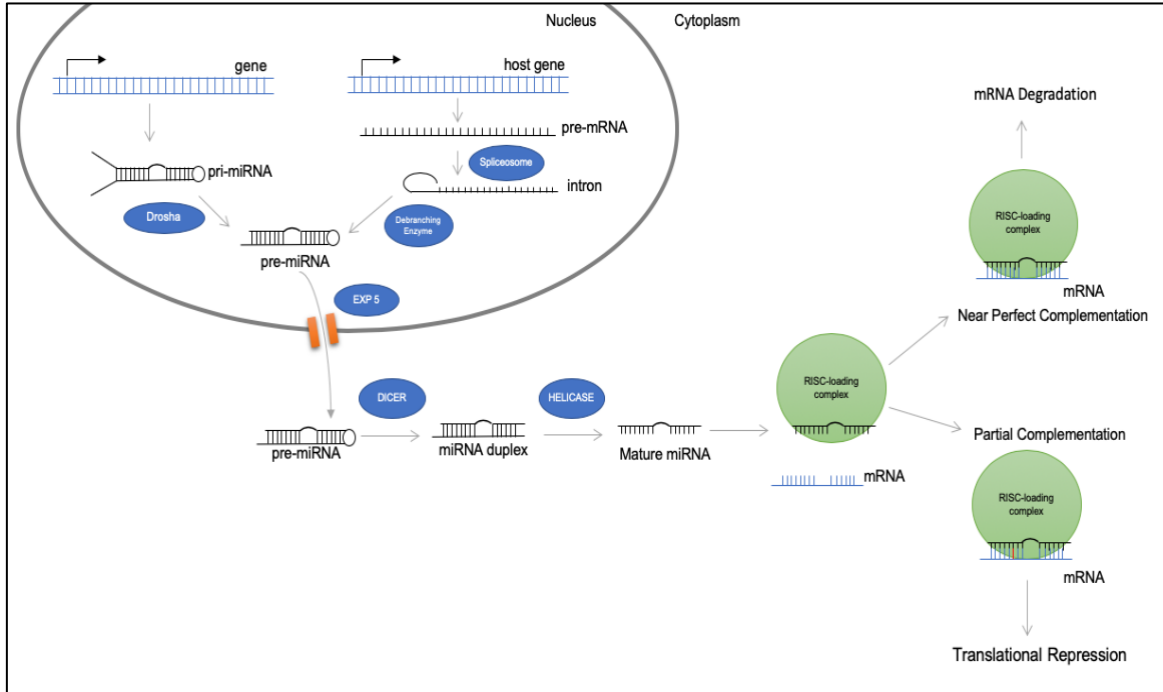 Nucleus
Cytoplasm
gene
host gene
pre-mRNA
Spliceosome
pri-miRNA
intron
Drosha
Debranching
Enzyme
pre-miRNA
EXP 5
DICER
HELICASE
pre-miRNA
miRNA duplex
Mature miRNA
RISC-loading
complex
mRNA
mRNA Degradation
RISC-loading
complex
mRNA
Near Perfect Complementation
Partial Complementation
RISC-loading
complex
mRNA
Translational Repression